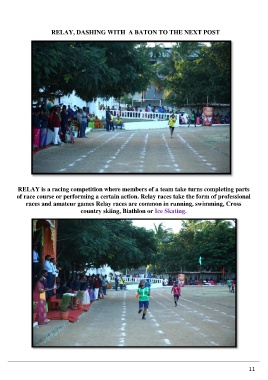 RELAY, DASHING WITH A BATON TO THE NEXT POST
RELAY is a racing competition where members of a team take turns completing parts
of race course or performing a certain action. Relay races take the form of professional
races and amateur games Relay races are common in running, swimming, Cross
country skiing, Biathlon or Ice Skating.
11